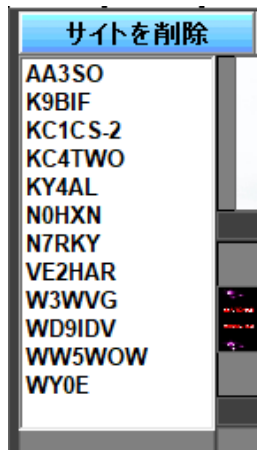 サイトを削除
AA3SO
K9BIF
KC1CS-2
KC4TWO
KY4AL
N0HXN
N7RKY
VE2HAR
W3WVG
WD9IDV
WW5WOW
WY0E